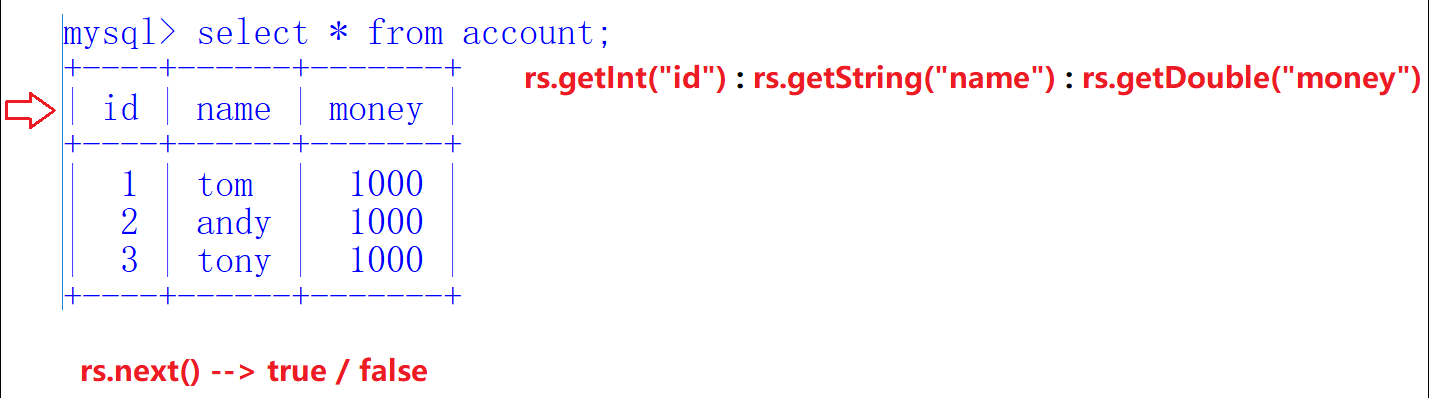 mysql> select * from account;
+----+------+-------+
rs.getInt("id") : rs.getString("name") : rs.getDouble("money")
| id | name | money |
+----+------+-------+
| 1 | tom | 1000 |
| 2 | andy | 1000 |
| 3 | tony | 1000 |
+----+------+-------+
rs.next() --> true / false